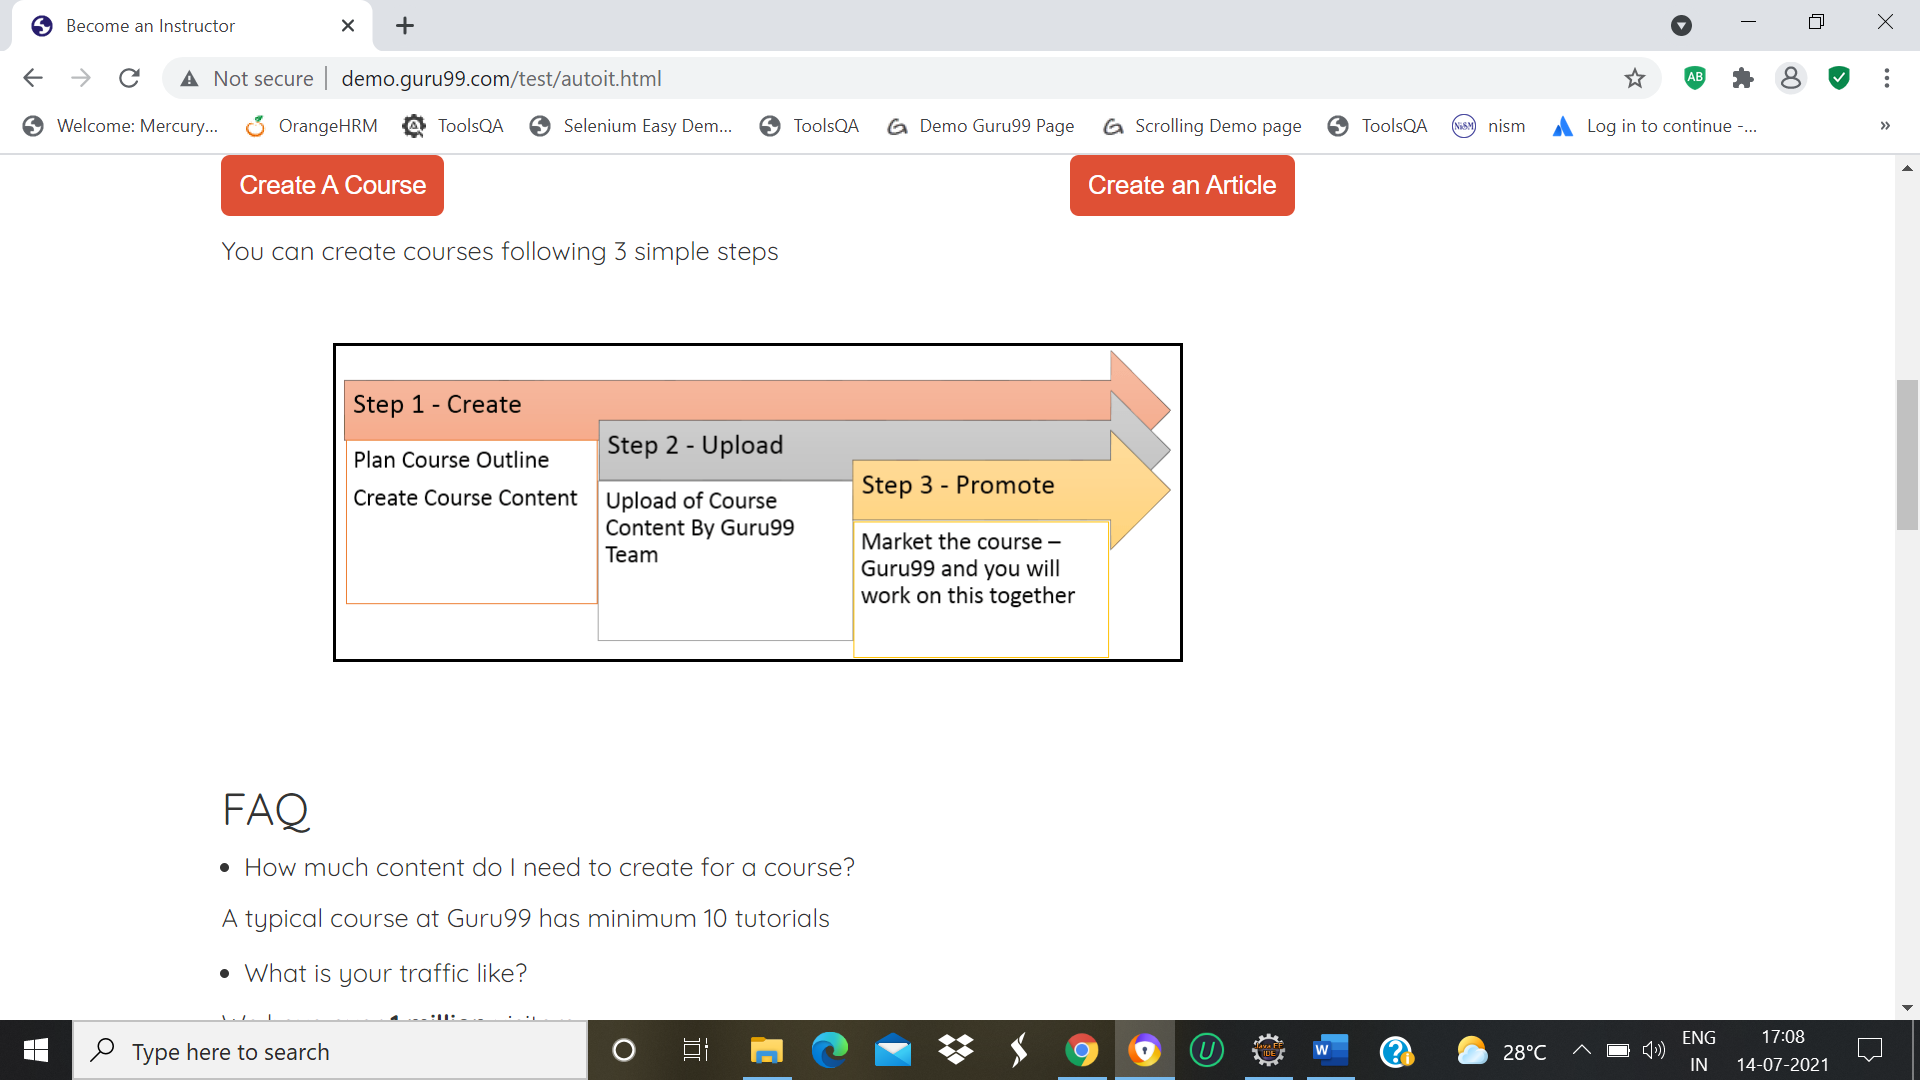 Become an Instructor
Not secure | demo.guru99.com/test/autoit.html
AB
Welcome: Mercury... OrangeHRM ToolsQA Selenium Easy Dem... ToolsQA Demo Guru99 Page Scrolling Demo page ToolsQA NiSM nism Log in to continue -... »
Create A Course Create an Article
You can create courses following 3 simple steps
Step 1 - Create
Step 2 - Upload
Step 3 - Promote
Plan Course Outline
Create Course Content
Upload of Course
Content By Guru99
Team
Market the course –
Guru99 and you will
work on this together
FAQ
• How much content do I need to create for a course?
A typical course at Guru99 has minimum 10 tutorials
• What is your traffic like?
Type here to search
Java EE
IDE
W
28°C
ENG
IN
17:08
14-07-2021